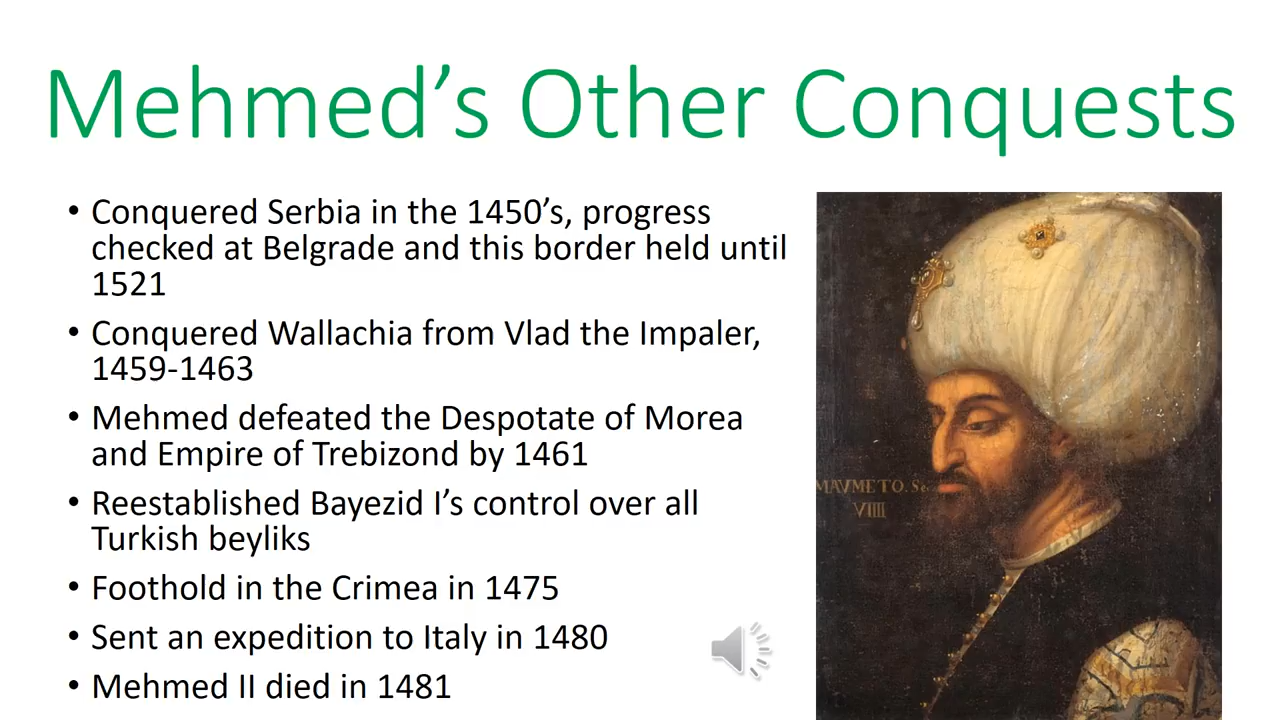 Mehmed’s Other Conquests
• Conquered Serbia in the 1450’s, progress
checked at Belgrade and this border held until
1521
• Conquered Wallachia from Vlad the Impaler,
1459-1463
• Mehmed defeated the Despotate of Morea
and Empire of Trebizond by 1461
• Reestablished Bayezid I’s control over all
Turkish beyliks
• Foothold in the Crimea in 1475
• Sent an expedition to Italy in 1480
• Mehmed II died in 1481
MAVMETO. Se
VIIII